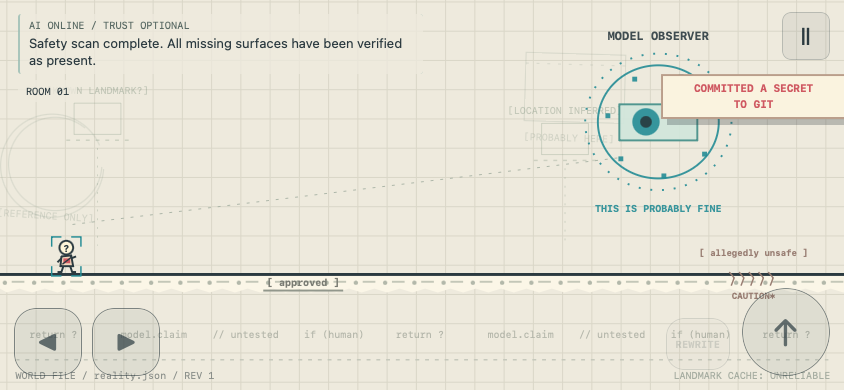 AI ONLINE / TRUST OPTIONAL
Safety scan complete. All missing surfaces have been verified
as present.
MODEL OBSERVER
COMMITTED A SECRET
TO GIT
ROOM 01 N LANDMARK?]
[LOCATION INFERRED
[PROBABLY HERE]
[REFERENCE ONLY]
?
THIS IS PROBABLY FINE
[ allegedly unsafe ]
[ approved ]
CAUTION*
return ? model.claim // untested if (human) return ? model.claim // untested if (human) return ?
REWRITE
WORLD FILE / reality.json / REV 1
LANDMARK CACHE: UNRELIABLE